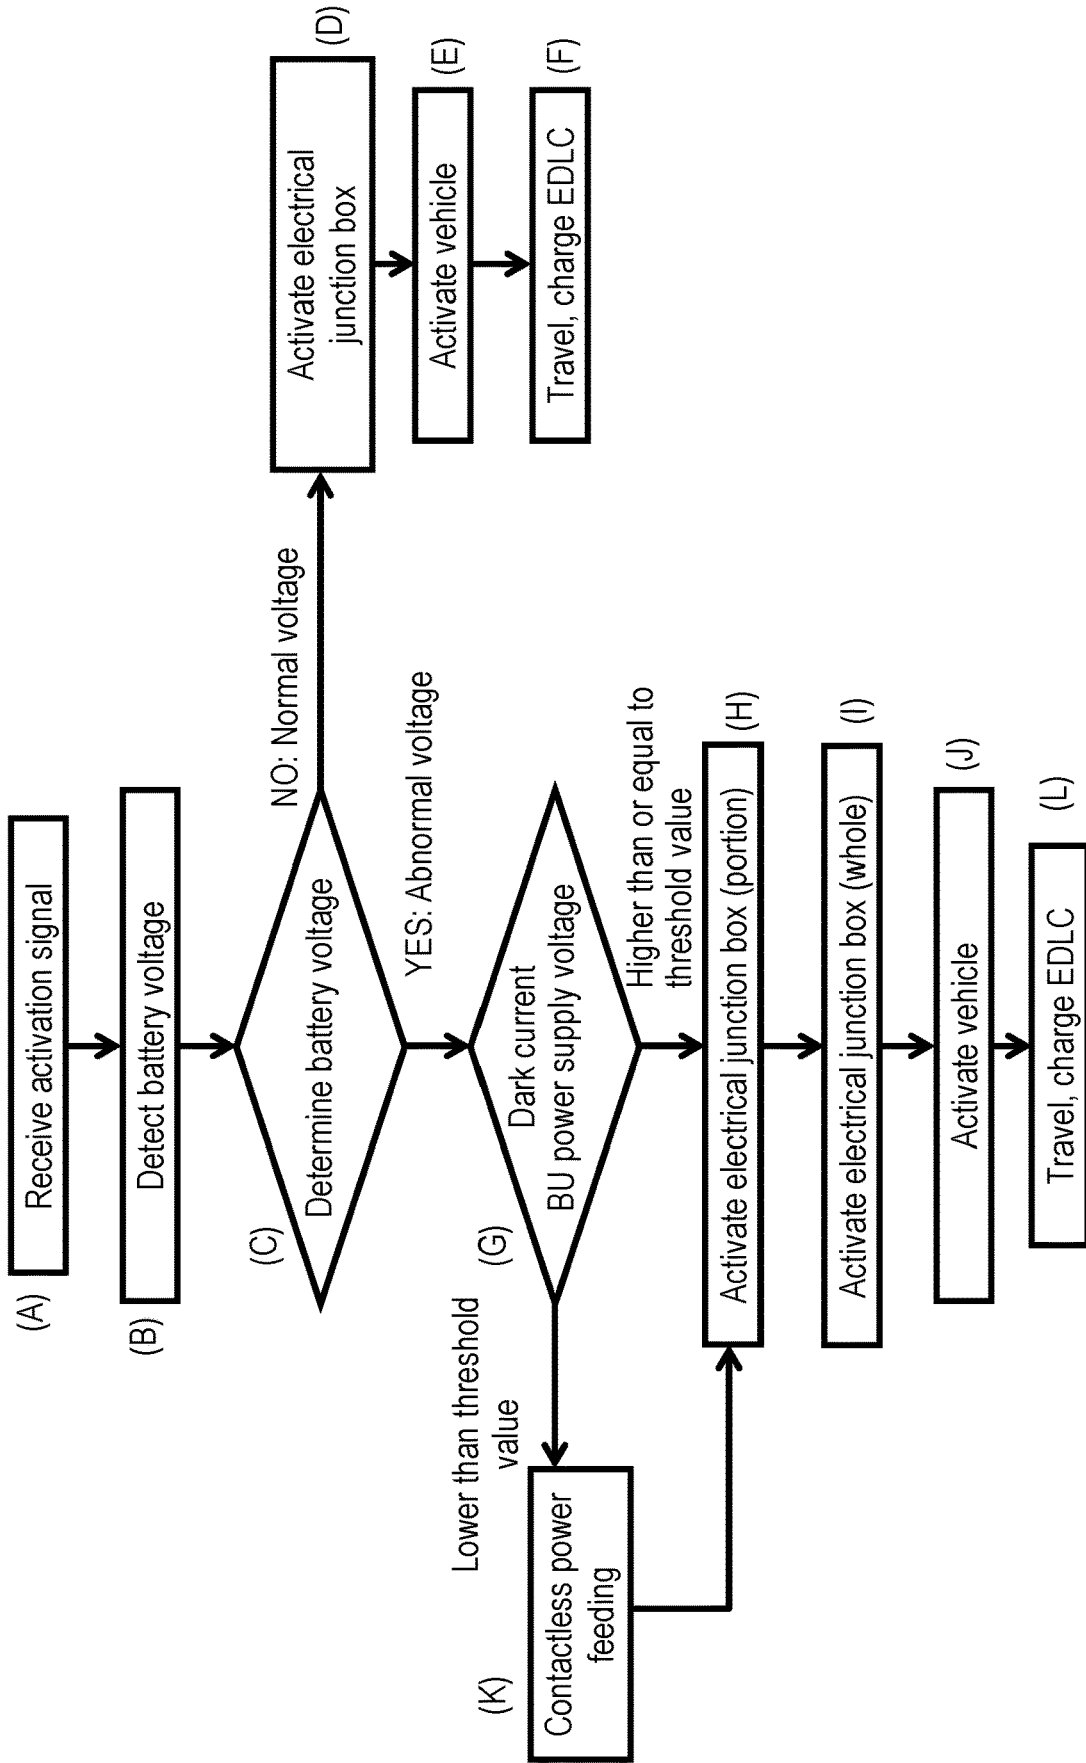 (A)
Receive activation signal
(B)
Detect battery voltage
(C)
Determine battery voltage
NO: Normal voltage
Activate electrical
junction box
(D)
Activate vehicle
(E)
Travel, charge EDLC
(F)
YES: Abnormal voltage
(G)
Dark current
BU power supply voltage
Lower than threshold
value
(K)
Contactless power
feeding
Higher than or equal to
threshold value
Activate electrical junction box (portion)
(H)
Activate electrical junction box (whole)
(I)
Activate vehicle
(J)
Travel, charge EDLC
(L)